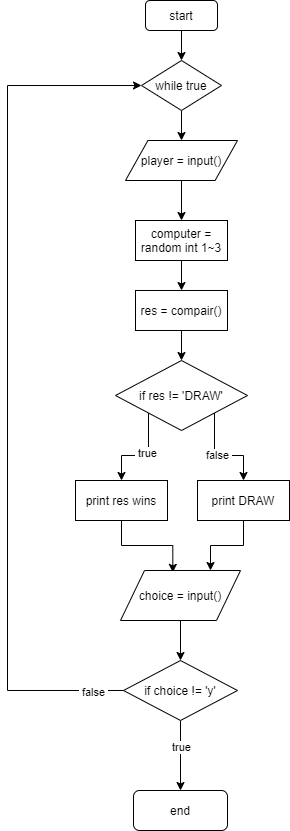 start
while true
player = input()
computer =
random int 1~3
res = compair()
if res != 'DRAW'
true
false
print res wins
print DRAW
choice = input()
if choice != 'y'
false
true
end